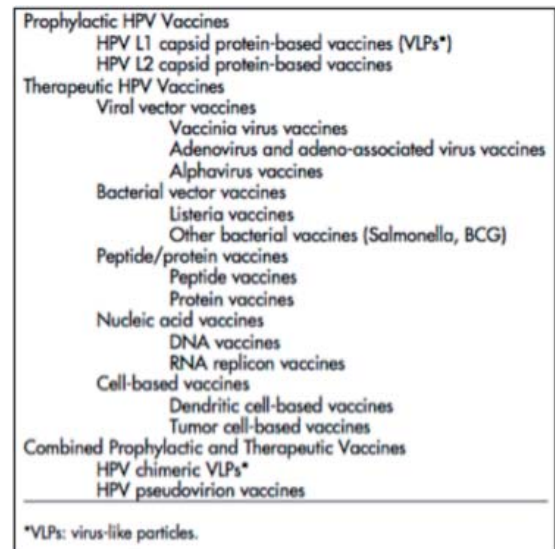 Prophylactic HPV Vaccines
HPV L1 capsid protein-based vaccines (VLPs*)
HPV L2 capsid protein-based vaccines
Therapeutic HPV Vaccines
Viral vector vaccines
Vaccinia virus vaccines
Adenovirus and adeno-associated virus vaccines
Alphavirus vaccines
Bacterial vector vaccines
Listeria vaccines
Other bacterial vaccines (Salmonella, BCG)
Peptide/protein vaccines
Peptide vaccines
Protein vaccines
Nucleic acid vaccines
DNA vaccines
RNA replicon vaccines
Cell-based vaccines
Dendritic cell-based vaccines
Tumor cell-based vaccines
Combined Prophylactic and Therapeutic Vaccines
HPV chimeric VLPs*
HPV pseudovirion vaccines
*VLPs: virus-like particles.